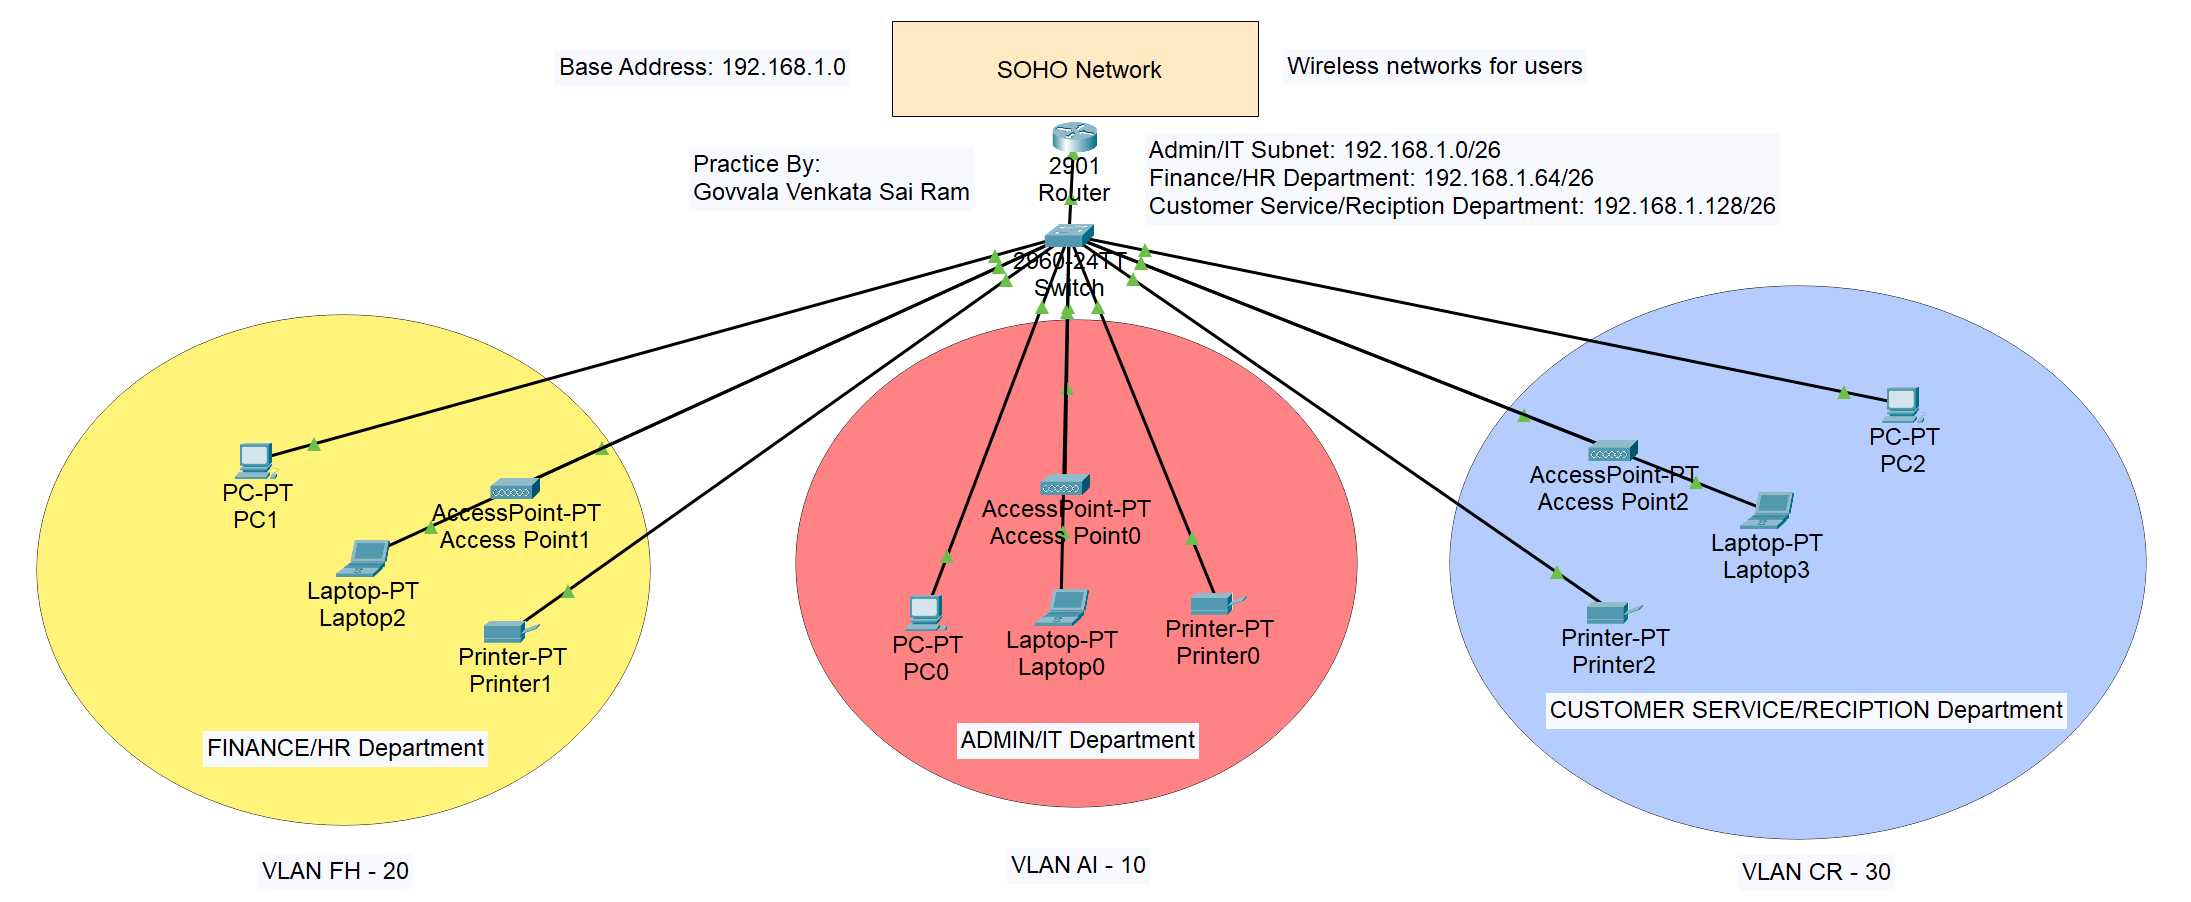 Base Address: 192.168.1.0
SOHO Network
Wireless networks for users
Practice By:
Govvala Venkata Sai Ram
2901
Router
Admin/IT Subnet: 192.168.1.0/26
Finance/HR Department: 192.168.1.64/26
Customer Service/Reciption Department: 192.168.1.128/26
2960-24TT
Switch
PC-PT
PC1
AccessPoint-PT
Access Point1
Laptop-PT
Laptop2
Printer-PT
Printer1
FINANCE/HR Department
VLAN FH - 20
AccessPoint-PT
Access Point0
PC-PT
PC0
Laptop-PT
Laptop0
Printer-PT
Printer0
ADMIN/IT Department
VLAN AI - 10
PC-PT
PC2
AccessPoint-PT
Access Point2
Laptop-PT
Laptop3
Printer-PT
Printer2
CUSTOMER SERVICE/RECIPTION Department
VLAN CR - 30